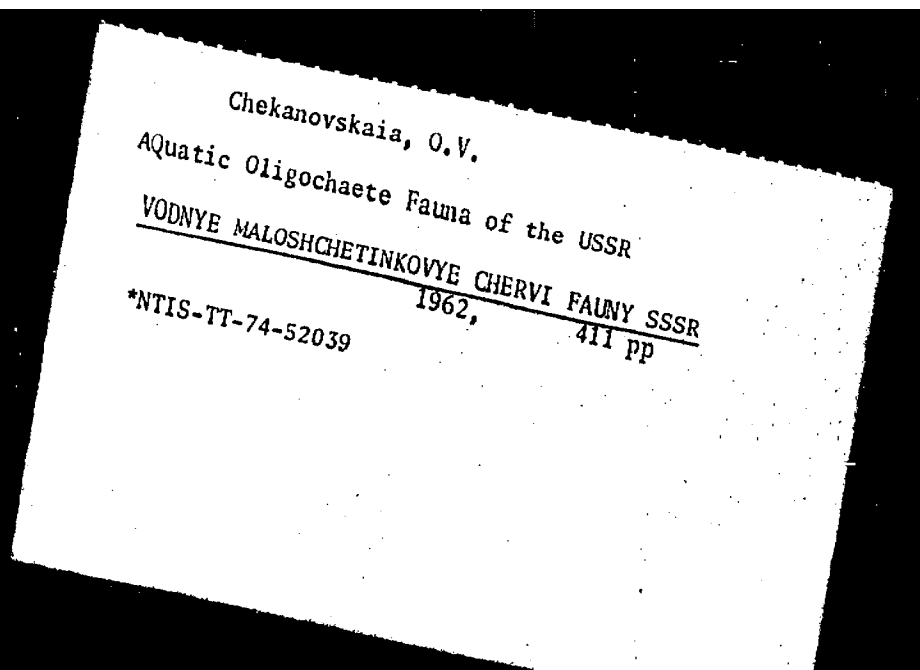 Chekanovskaia, O.V.
AQuatic Oligochaete Fauna of the USSR
VODNYE MALOSHCHETINKOVYE CHERVI FAUNY SSSR
1962, 411 pp
*NTIS-TT-74-52039